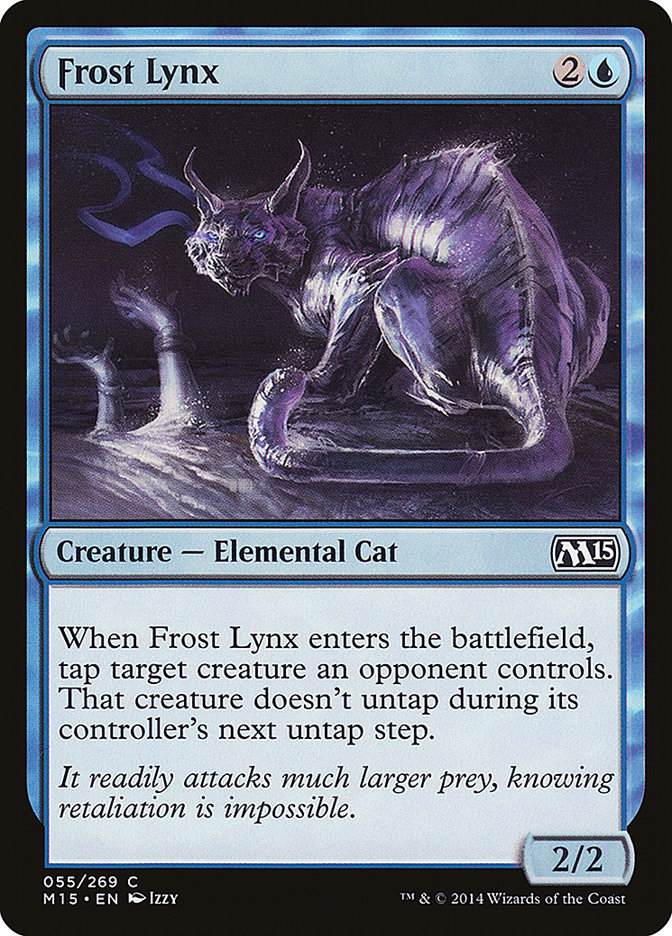 Frost Lynx 2
Creature — Elemental Cat M15
When Frost Lynx enters the battlefield,
tap target creature an opponent controls.
That creature doesn't untap during its
controller's next untap step.
It readily attacks much larger prey, knowing
retaliation is impossible.
2/2
055/269 C
M15 • EN Izzy ™ & © 2014 Wizards of the Coast